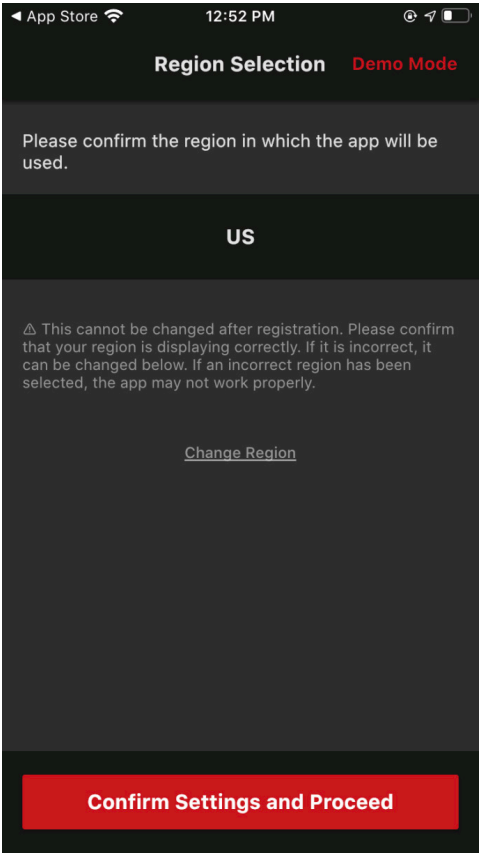 ◀ App Store 12:52 PM
Region Selection Demo Mode
Please confirm the region in which the app will be
used.
US
⚠ This cannot be changed after registration. Please confirm
that your region is displaying correctly. If it is incorrect, it
can be changed below. If an incorrect region has been
selected, the app may not work properly.
Change Region
Confirm Settings and Proceed